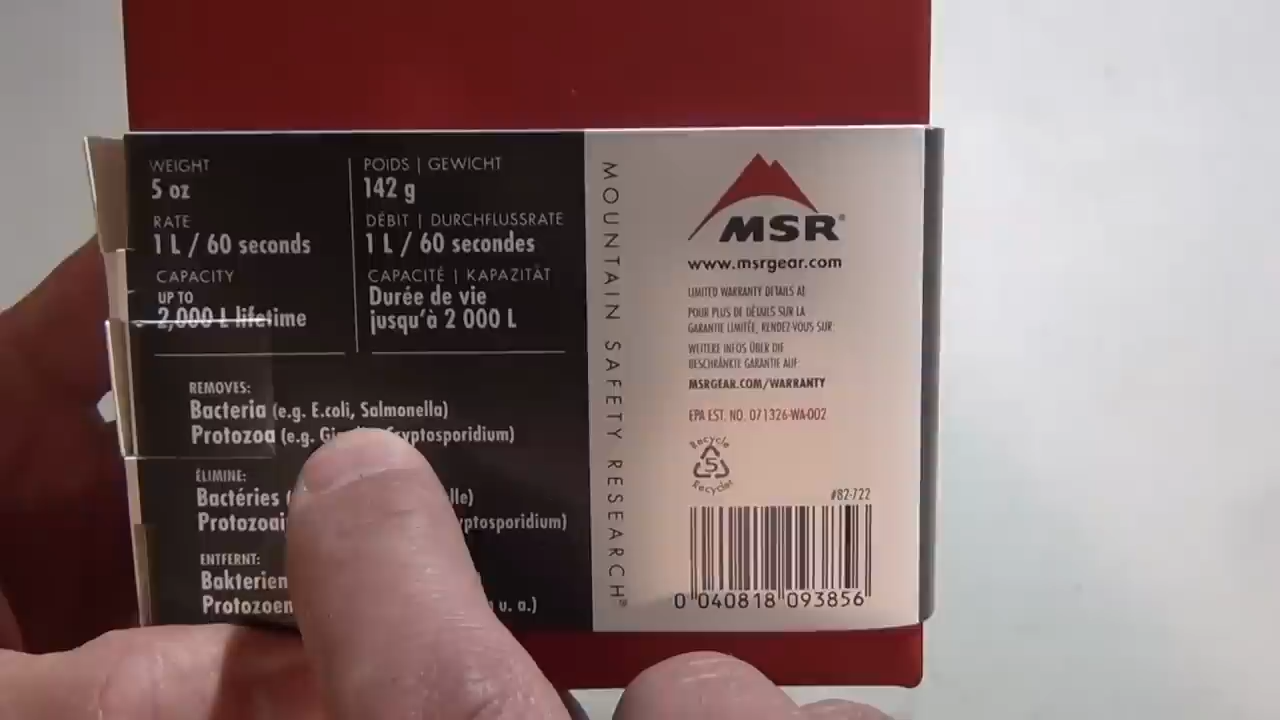 WEIGHT
5 oz
RATE
1 L / 60 seconds
CAPACITY
UP TO
2,000 L lifetime
POIDS | GEWICHT
142 g
DÉBIT | DURCHFLUSSRATE
1 L / 60 secondes
CAPACITÉ | KAPAZITÄT
Durée de vie
jusqu'à 2 000 L
REMOVES:
Bacteria (e.g. E.coli, Salmonella)
Protozoa (e.g. Cryptosporidium)
ÉLIMINE:
Bactéries
ENTFERNT:
Bakterien
Protozoen u. a.)
MOUNTAIN SAFETY RESEARCH®
MSR®
www.msrgear.com
LIMITED WARRANTY DETAILS AT
POUR PLUS DE DÉTAILS SUR LA
GARANTIE LIMITÉE, RENDEZ-VOUS SUR:
WEITERE INFOS ÜBER DIE
BESCHRÄNKTE GARANTIE AUF:
MSRGEAR.COM/WARRANTY
EPA EST. NO. 071326-WA-002
Recycle
5
Recycler
#82-722
0 040818 093856